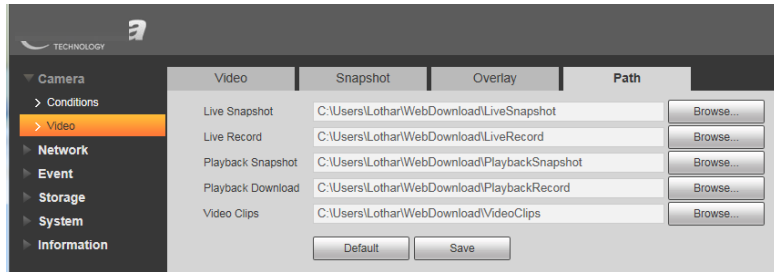 a
TECHNOLOGY
Camera
> Conditions
> Video
Network
Event
Storage
System
Information
Video Snapshot Overlay Path
Live Snapshot C:\Users\Lothar\WebDownload\LiveSnapshot Browse...
Live Record C:\Users\Lothar\WebDownload\LiveRecord Browse...
Playback Snapshot C:\Users\Lothar\WebDownload\PlaybackSnapshot Browse...
Playback Download C:\Users\Lothar\WebDownload\PlaybackRecord Browse...
Video Clips C:\Users\Lothar\WebDownload\VideoClips Browse...
Default Save